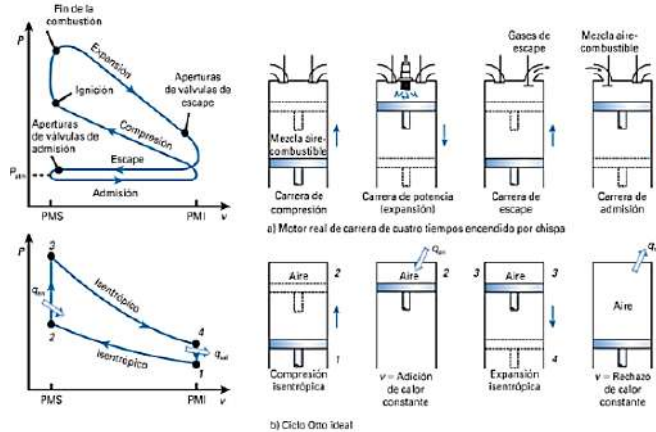 P
Fin de la
combustión
Expansión
Ignición
Aperturas
de válvulas de
escape
Aperturas
de válvulas de
admisión
Compresión
Escape
Patm
Admisión
PMS
PMI
v
Mezcla aire-
combustible
Carrera de
compresión
Carrera de potencia
(expansión)
Gases de
escape
Carrera de
escape
Mezcla aire-
combustible
Carrera de
admisión
a) Motor real de carrera de cuatro tiempos encendido por chispa
P
3
Isentrópico
qen
2
4
qsal
Isentrópico
1
PMS
PMI
v
Aire
2
1
Compresión
isentrópica
qen
Aire
2
3
v = Adición
de calor
constante
Aire
3
4
Expansión
isentrópica
Aire
v = Rechazo
de calor
constante
b) Ciclo Otto ideal